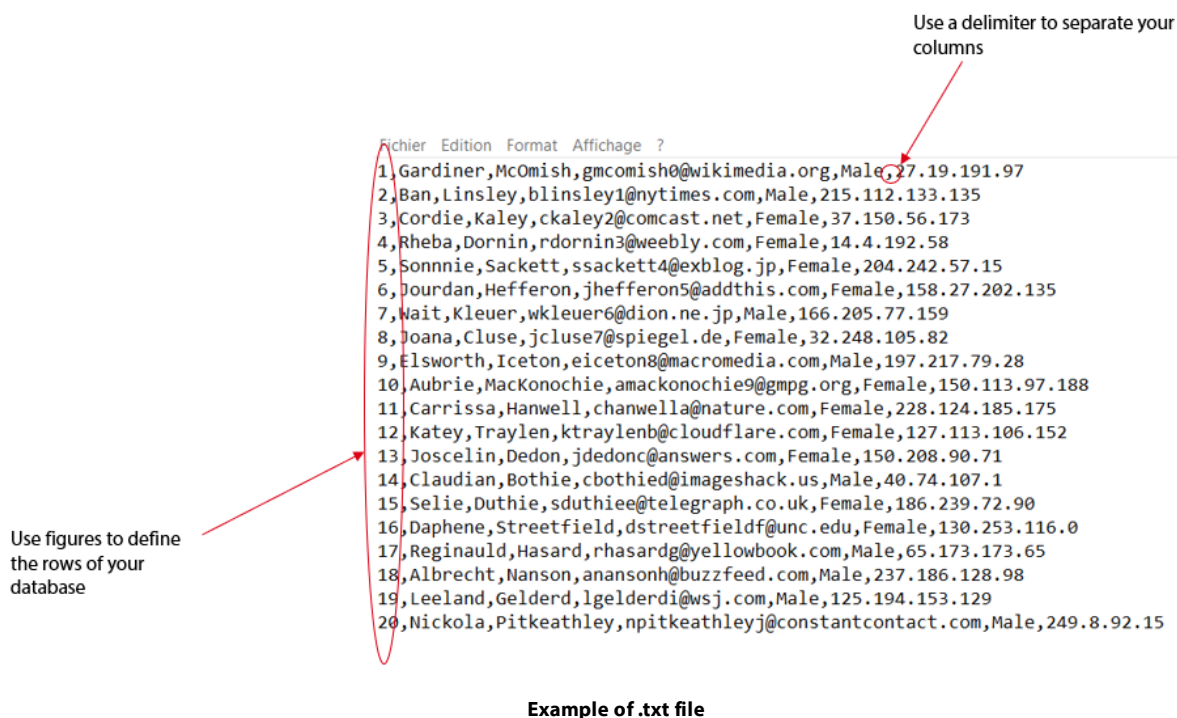 Use a delimiter to separate your
columns
Fichier Edition Format Affichage ?
1,Gardiner,McOmish,gmcomish0@wikimedia.org,Male,27.19.191.97
2,Ban,Linsley,blinsley1@nytimes.com,Male,215.112.133.135
3,Cordie,Kaley,ckaley2@comcast.net,Female,37.150.56.173
4,Rheba,Dornin,rdornin3@weebly.com,Female,14.4.192.58
5,Sonnnie,Sackett,ssackett4@exblog.jp,Female,204.242.57.15
6,Jourdan,Hefferon,jhefferon5@addthis.com,Female,158.27.202.135
7,Wait,Kleuer,wkleuer6@dion.ne.jp,Male,166.205.77.159
8,Joana,Cluse,jcluse7@spiegel.de,Female,32.248.105.82
9,Elsworth,Iceton,eiceton8@macromedia.com,Male,197.217.79.28
10,Aubrie,MacKonochie,amackonochie9@gmpg.org,Female,150.113.97.188
11,Carrissa,Hanwell,chanwella@nature.com,Female,228.124.185.175
12,Katey,Traylen,ktraylenb@cloudflare.com,Female,127.113.106.152
13,Joscelin,Dedon,jdedonc@answers.com,Female,150.208.90.71
14,Claudian,Bothie,cbothied@imageshack.us,Male,40.74.107.1
15,Selie,Duthie,sduthiee@telegraph.co.uk,Female,186.239.72.90
16,Daphene,Streetfield,dstreetfieldf@unc.edu,Female,130.253.116.0
17,Reginauld,Hasard,rhasardg@yellowbook.com,Male,65.173.173.65
18,Albrecht,Nanson,anansonh@buzzfeed.com,Male,237.186.128.98
19,Leeland,Gelderd,lgelderdi@wsj.com,Male,125.194.153.129
20,Nickola,Pitkeathley,npitkeathleyj@constantcontact.com,Male,249.8.92.15
Use figures to define
the rows of your
database
Example of .txt file